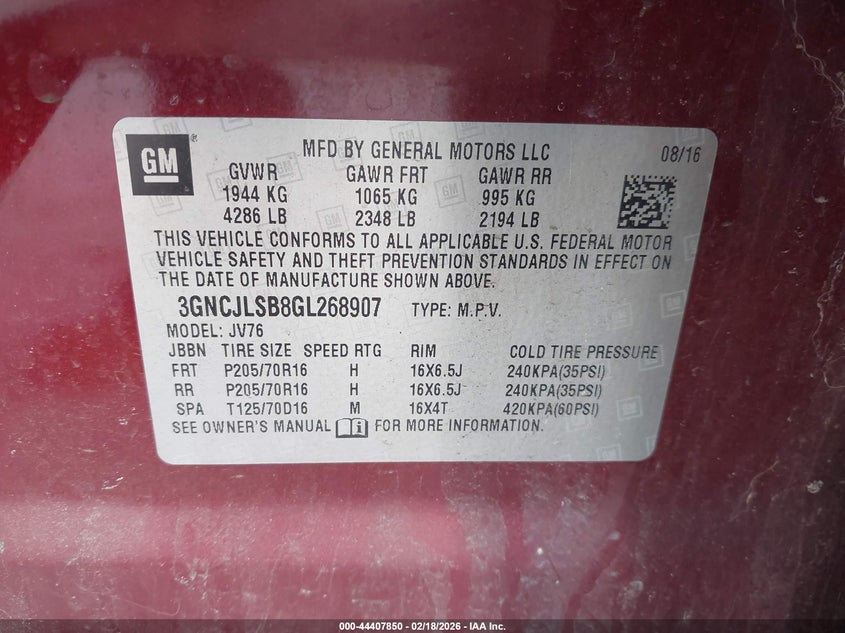 GM
MFD BY GENERAL MOTORS LLC 08/16
GVWR GAWR FRT GAWR RR
1944 KG 1065 KG 995 KG
4286 LB 2348 LB 2194 LB
THIS VEHICLE CONFORMS TO ALL APPLICABLE U.S. FEDERAL MOTOR
VEHICLE SAFETY AND THEFT PREVENTION STANDARDS IN EFFECT ON
THE DATE OF MANUFACTURE SHOWN ABOVE.
3GNCJLSB8GL268907 TYPE: M.P.V.
MODEL: JV76
JBBN TIRE SIZE SPEED RTG RIM COLD TIRE PRESSURE
FRT P205/70R16 H 16X6.5J 240KPA(35PSI)
RR P205/70R16 H 16X6.5J 240KPA(35PSI)
SPA T125/70D16 M 16X4T 420KPA(60PSI)
SEE OWNER'S MANUAL FOR MORE INFORMATION.
000-44407850 - 02/18/2026 - IAA Inc.